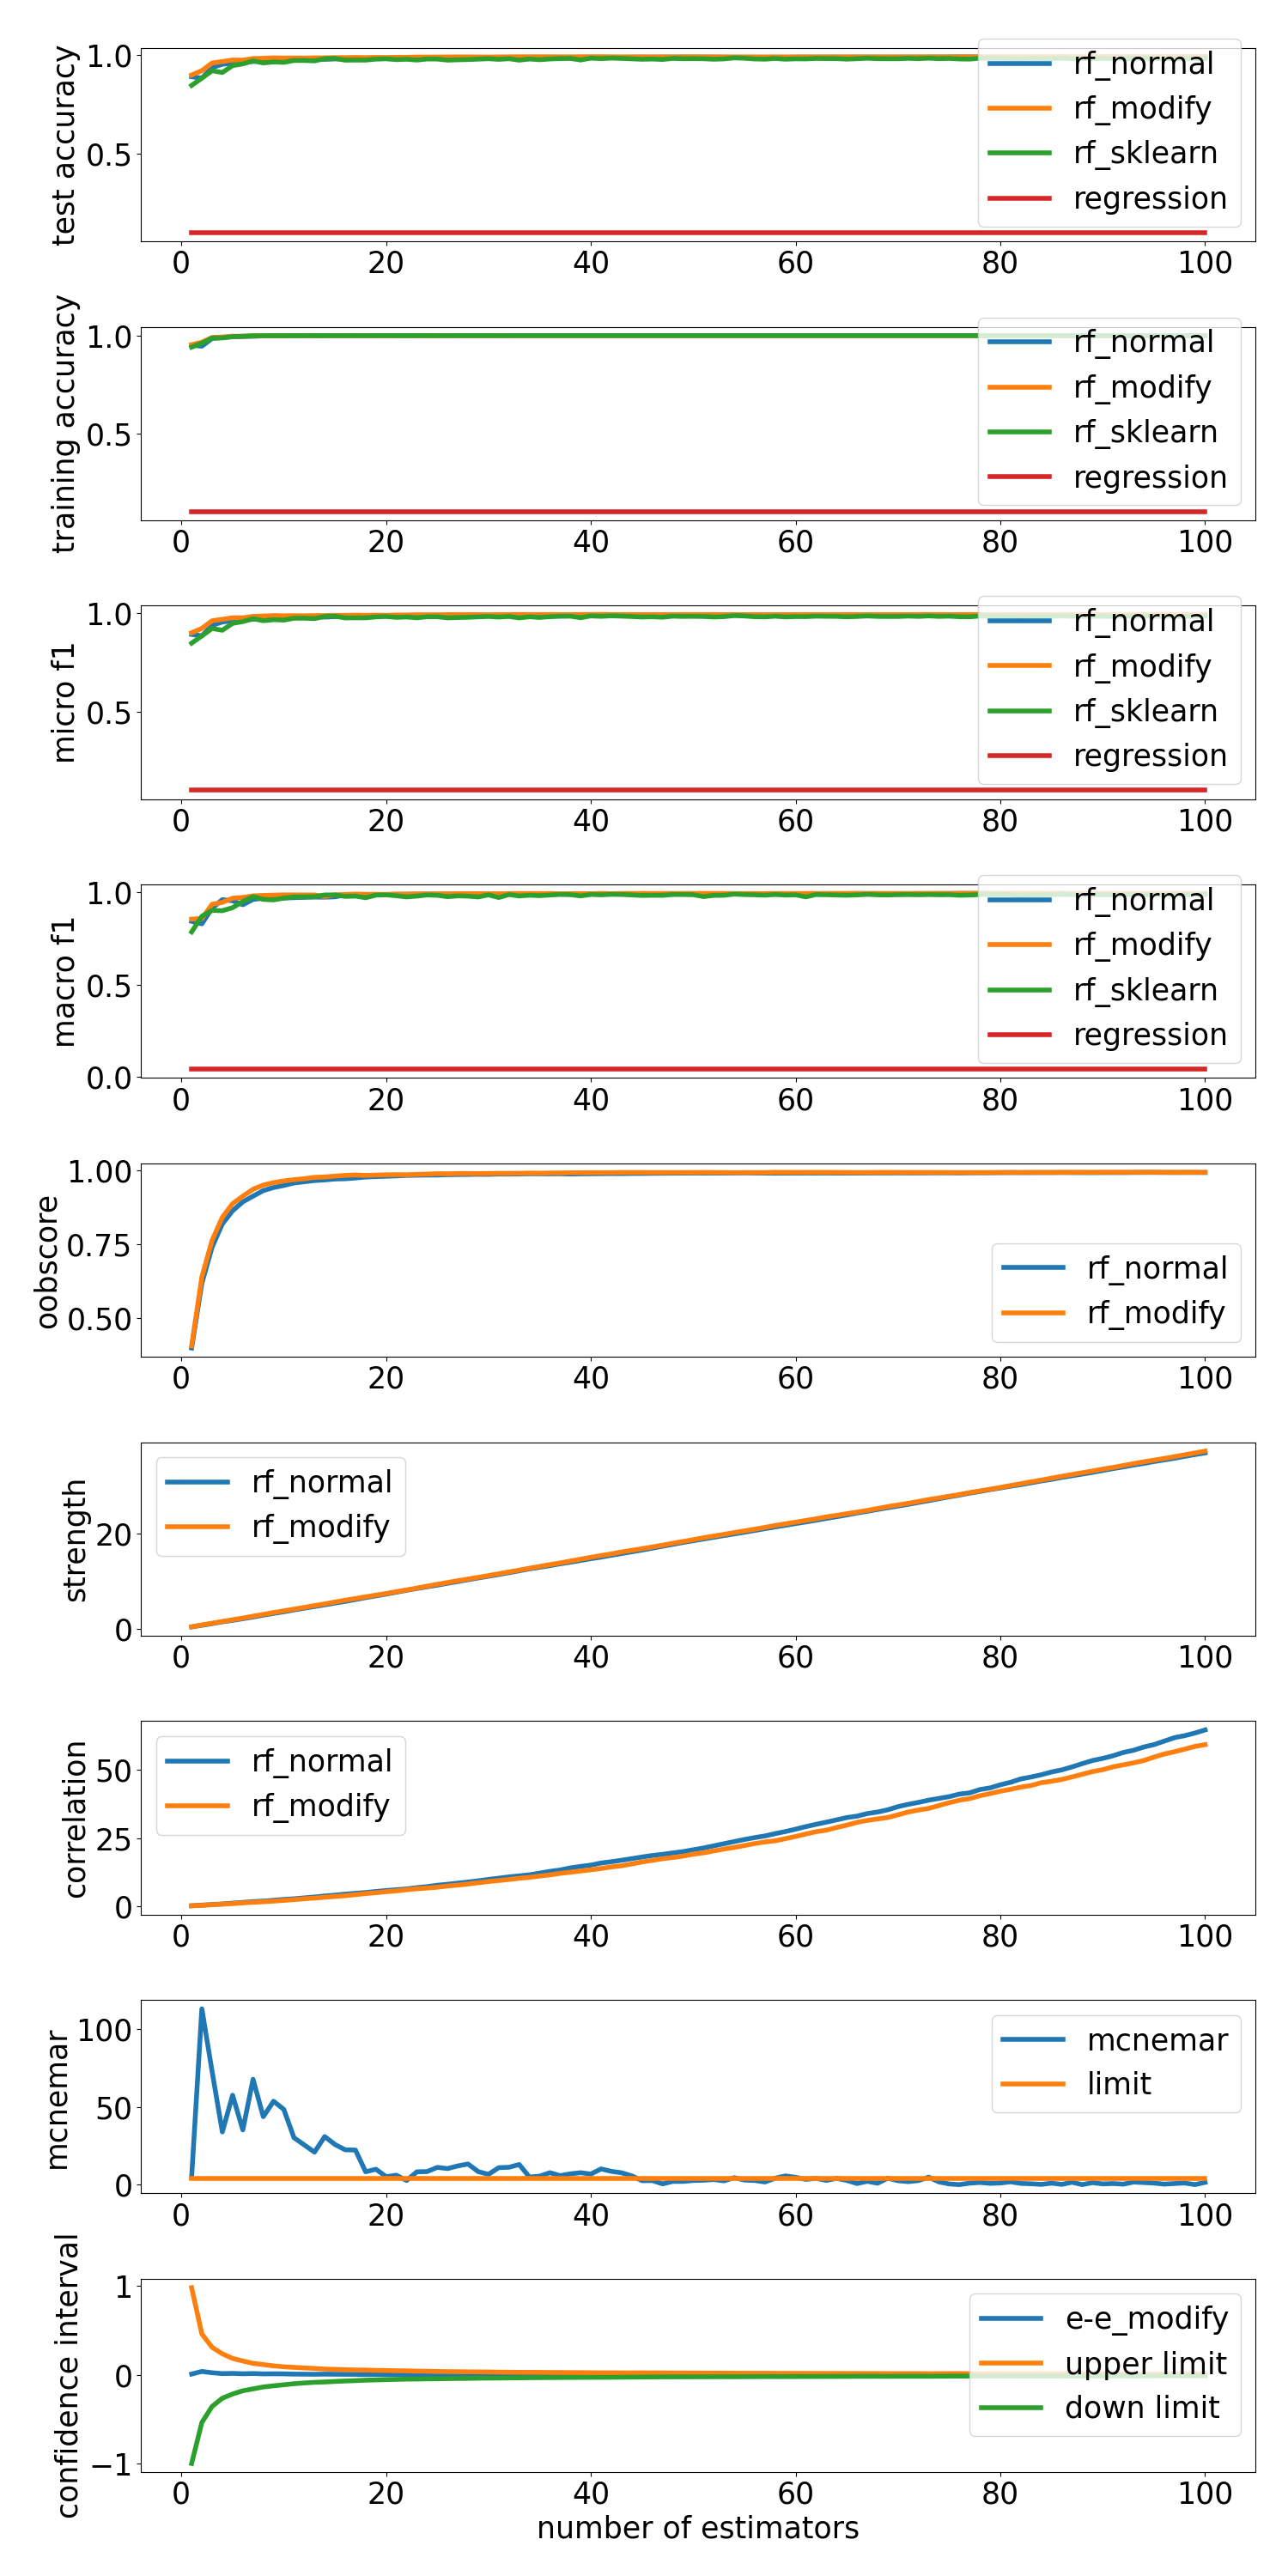 test accuracy
1.0
0.5
rf_normal
rf_modify
rf_sklearn
regression
0 20 40 60 80 100
training accuracy
1.0
0.5
rf_normal
rf_modify
rf_sklearn
regression
0 20 40 60 80 100
micro f1
1.0
0.5
rf_normal
rf_modify
rf_sklearn
regression
0 20 40 60 80 100
macro f1
1.0
0.5
0.0
rf_normal
rf_modify
rf_sklearn
regression
0 20 40 60 80 100
oobscore
1.00
0.75
0.50
rf_normal
rf_modify
0 20 40 60 80 100
strength
20
0
rf_normal
rf_modify
0 20 40 60 80 100
correlation
50
25
0
rf_normal
rf_modify
0 20 40 60 80 100
mcnemar
100
50
0
mcnemar
limit
0 20 40 60 80 100
confidence interval
1
0
−1
e-e_modify
upper limit
down limit
0 20 40 60 80 100
number of estimators